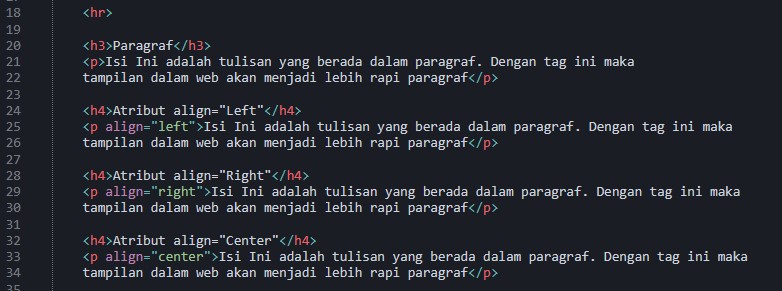 18 <hr>
19
20 <h3>Paragraf</h3>
21 <p>Isi Ini adalah tulisan yang berada dalam paragraf. Dengan tag ini maka
22 tampilan dalam web akan menjadi lebih rapi paragraf</p>
23
24 <h4>Atribut align="Left"</h4>
25 <p align="left">Isi Ini adalah tulisan yang berada dalam paragraf. Dengan tag ini maka
26 tampilan dalam web akan menjadi lebih rapi paragraf</p>
27
28 <h4>Atribut align="Right"</h4>
29 <p align="right">Isi Ini adalah tulisan yang berada dalam paragraf. Dengan tag ini maka
30 tampilan dalam web akan menjadi lebih rapi paragraf</p>
31
32 <h4>Atribut align="Center"</h4>
33 <p align="center">Isi Ini adalah tulisan yang berada dalam paragraf. Dengan tag ini maka
34 tampilan dalam web akan menjadi lebih rapi paragraf</p>
35